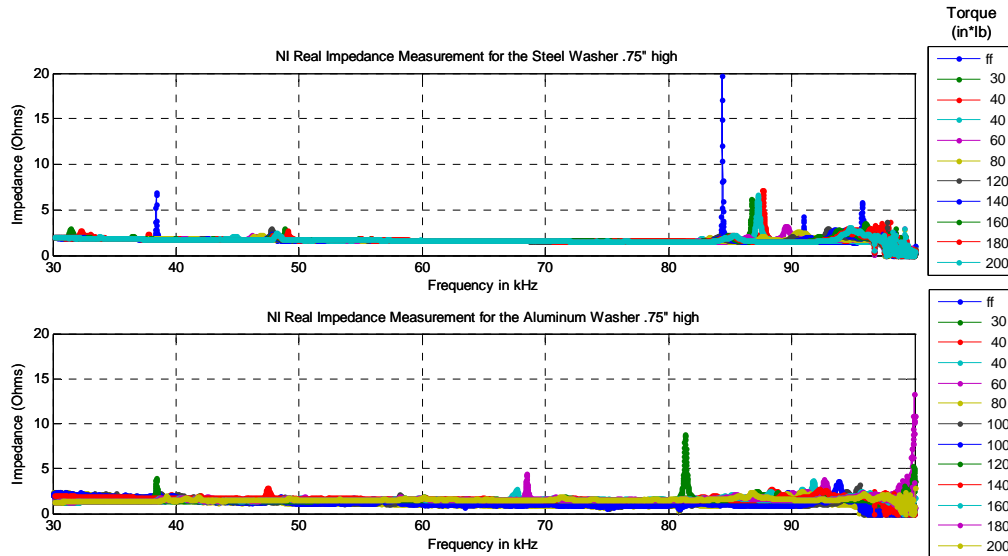 Torque
(in*lb)
NI Real Impedance Measurement for the Steel Washer .75" high
Impedance (Ohms)
20
15
10
5
0
30 40 50 60 70 80 90
Frequency in kHz
ff
30
40
40
60
80
120
140
160
180
200
NI Real Impedance Measurement for the Aluminum Washer .75" high
Impedance (Ohms)
20
15
10
5
0
30 40 50 60 70 80 90
Frequency in kHz
ff
30
40
40
60
80
100
100
120
140
160
180
200